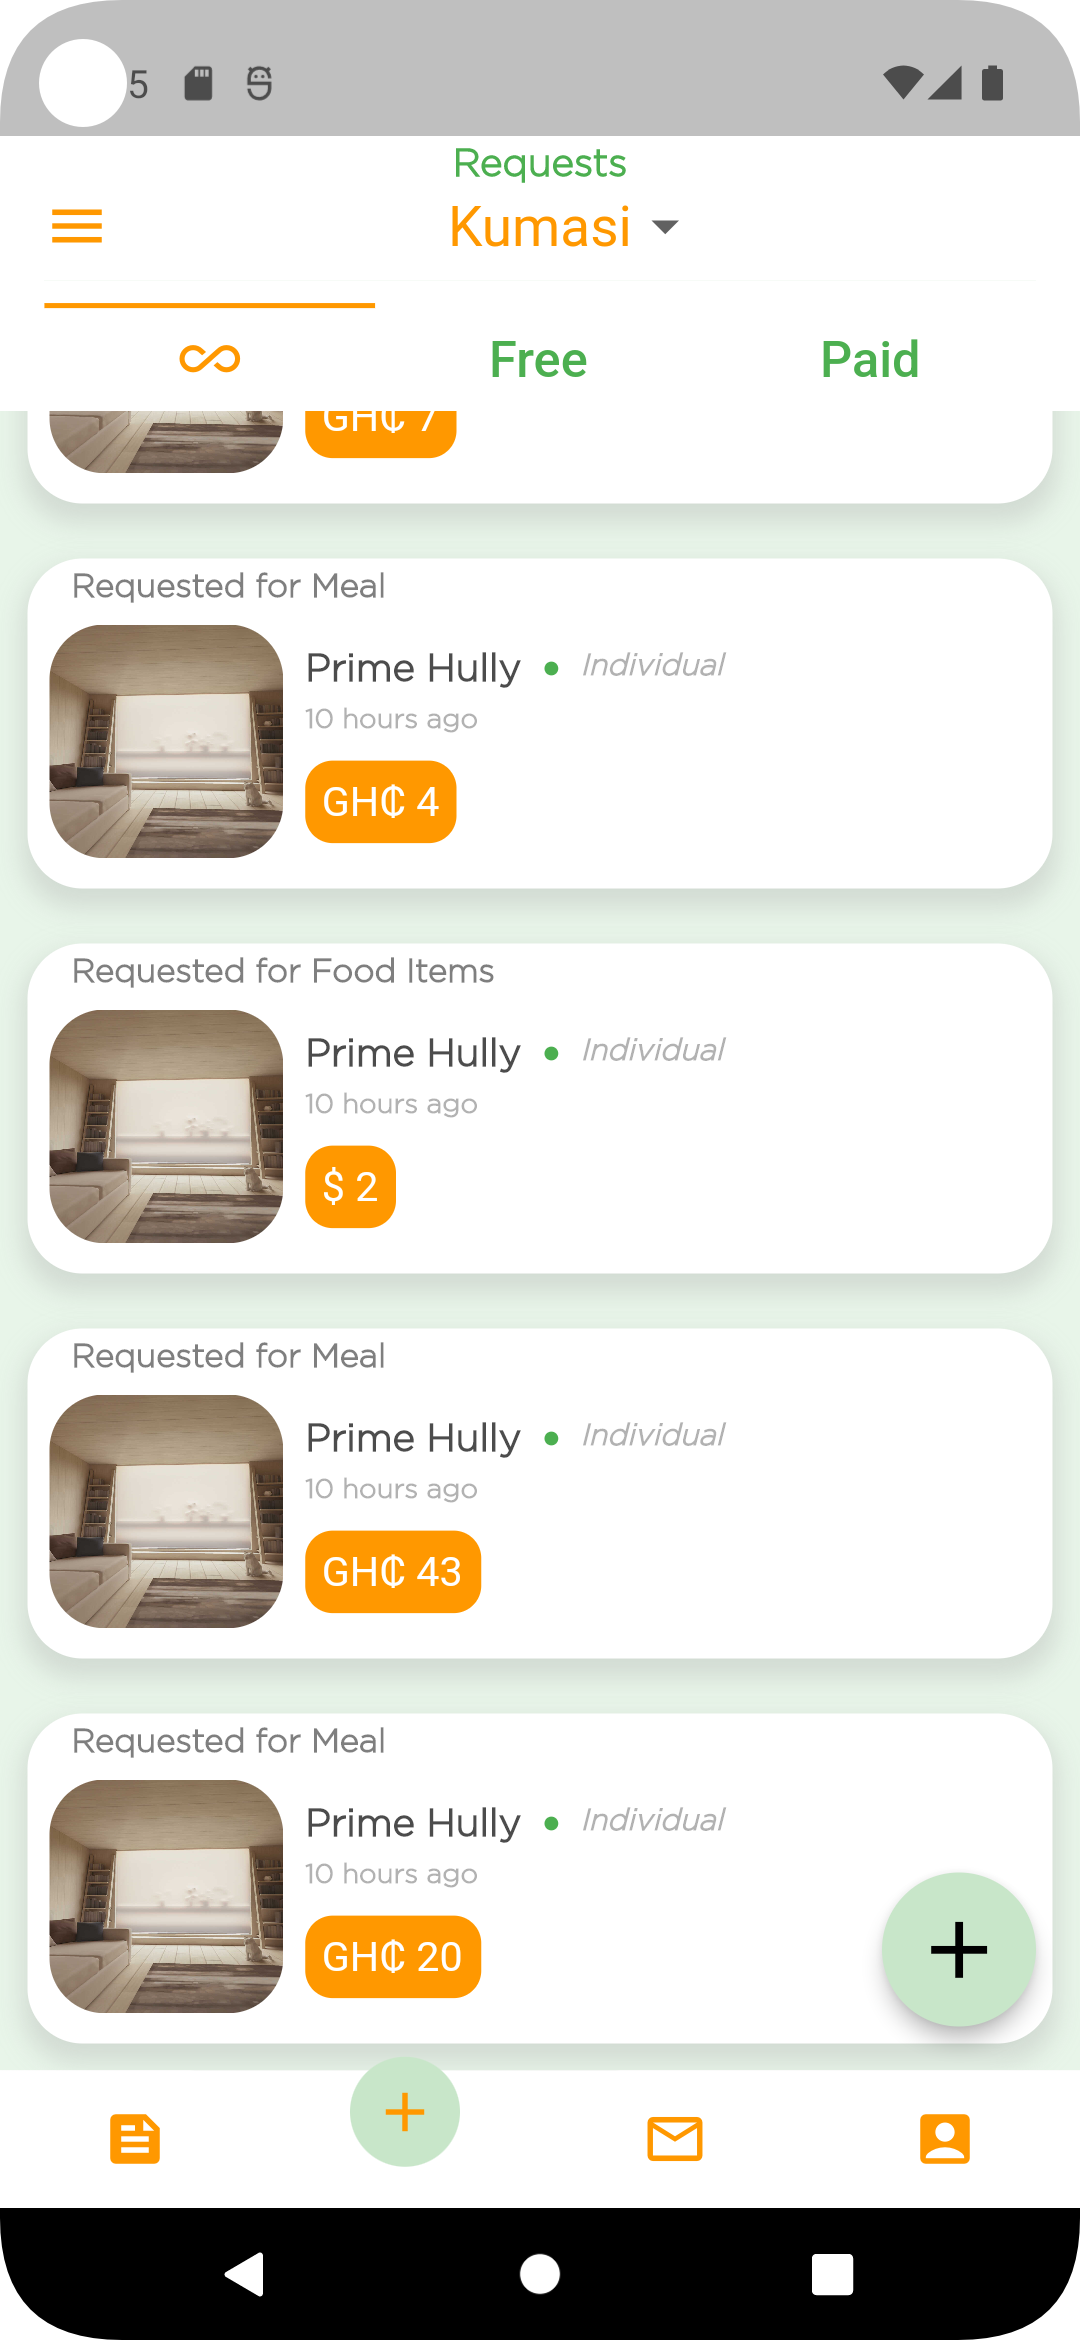 5
Requests
Kumasi
Free Paid
GH₵ 7
Requested for Meal
Prime Hully • Individual
10 hours ago
GH₵ 4
Requested for Food Items
Prime Hully • Individual
10 hours ago
$ 2
Requested for Meal
Prime Hully • Individual
10 hours ago
GH₵ 43
Requested for Meal
Prime Hully • Individual
10 hours ago
GH₵ 20